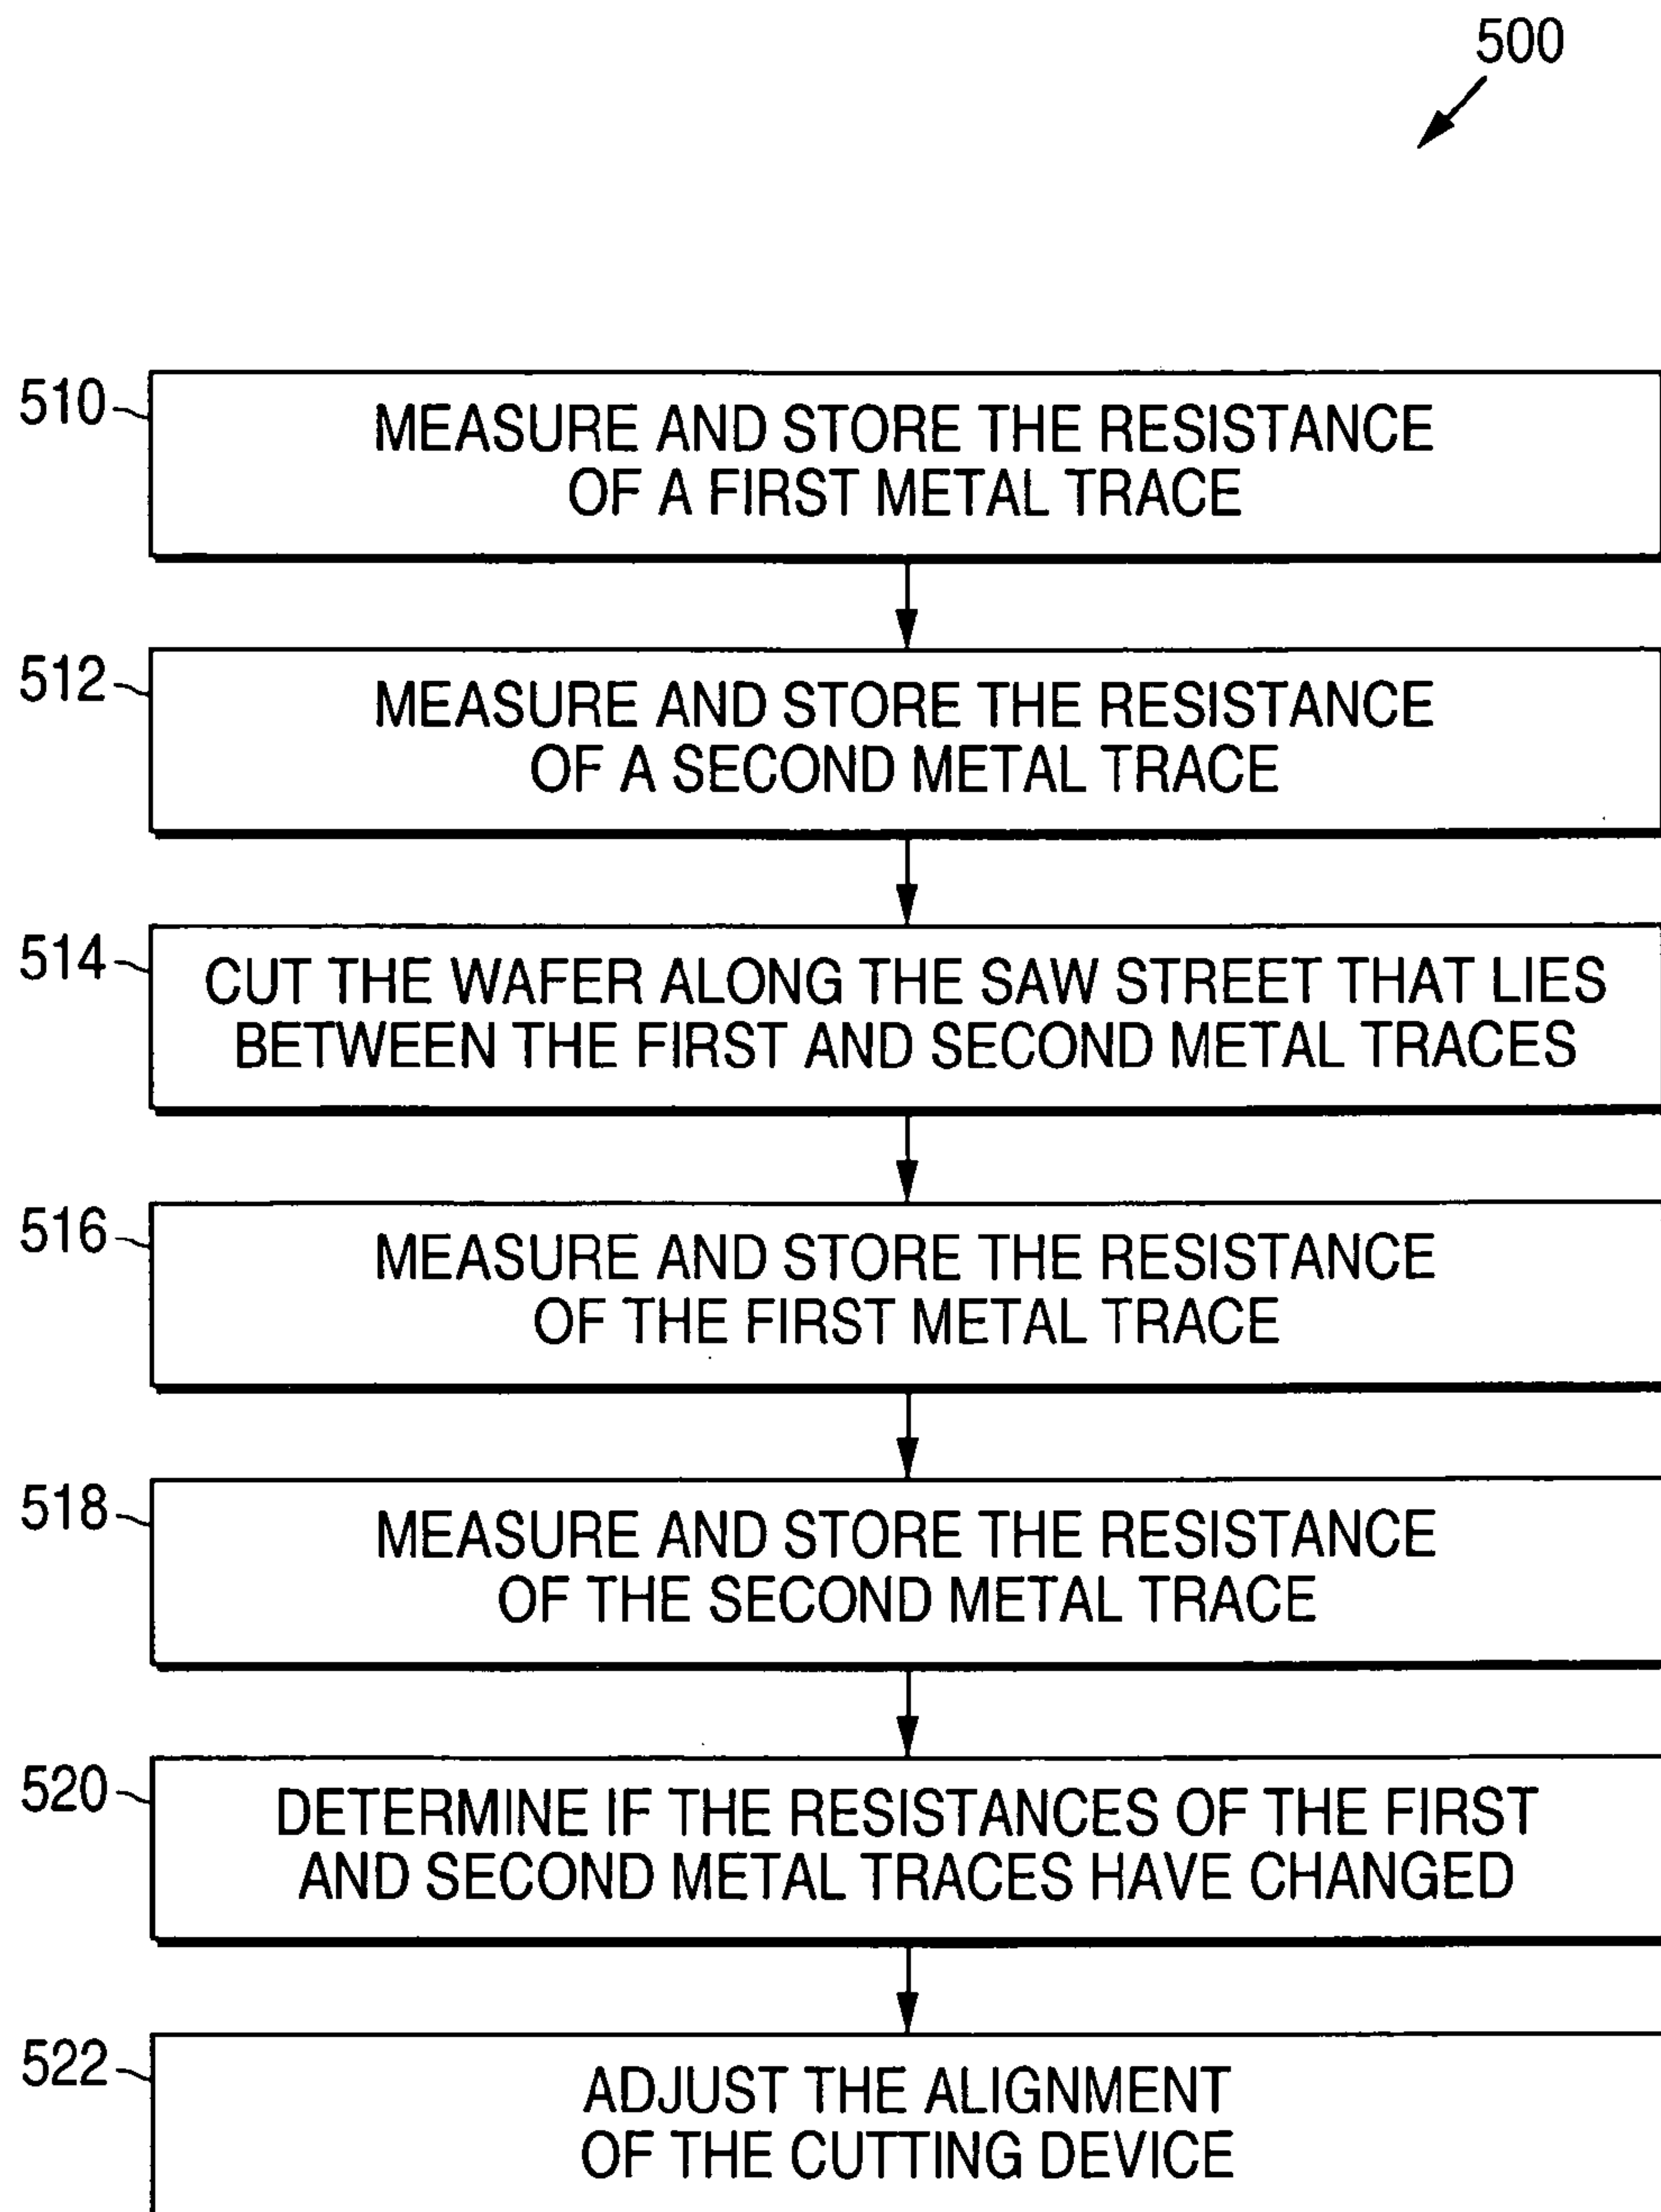 500
510
MEASURE AND STORE THE RESISTANCE
OF A FIRST METAL TRACE
512
MEASURE AND STORE THE RESISTANCE
OF A SECOND METAL TRACE
514
CUT THE WAFER ALONG THE SAW STREET THAT LIES
BETWEEN THE FIRST AND SECOND METAL TRACES
516
MEASURE AND STORE THE RESISTANCE
OF THE FIRST METAL TRACE
518
MEASURE AND STORE THE RESISTANCE
OF THE SECOND METAL TRACE
520
DETERMINE IF THE RESISTANCES OF THE FIRST
AND SECOND METAL TRACES HAVE CHANGED
522
ADJUST THE ALIGNMENT
OF THE CUTTING DEVICE